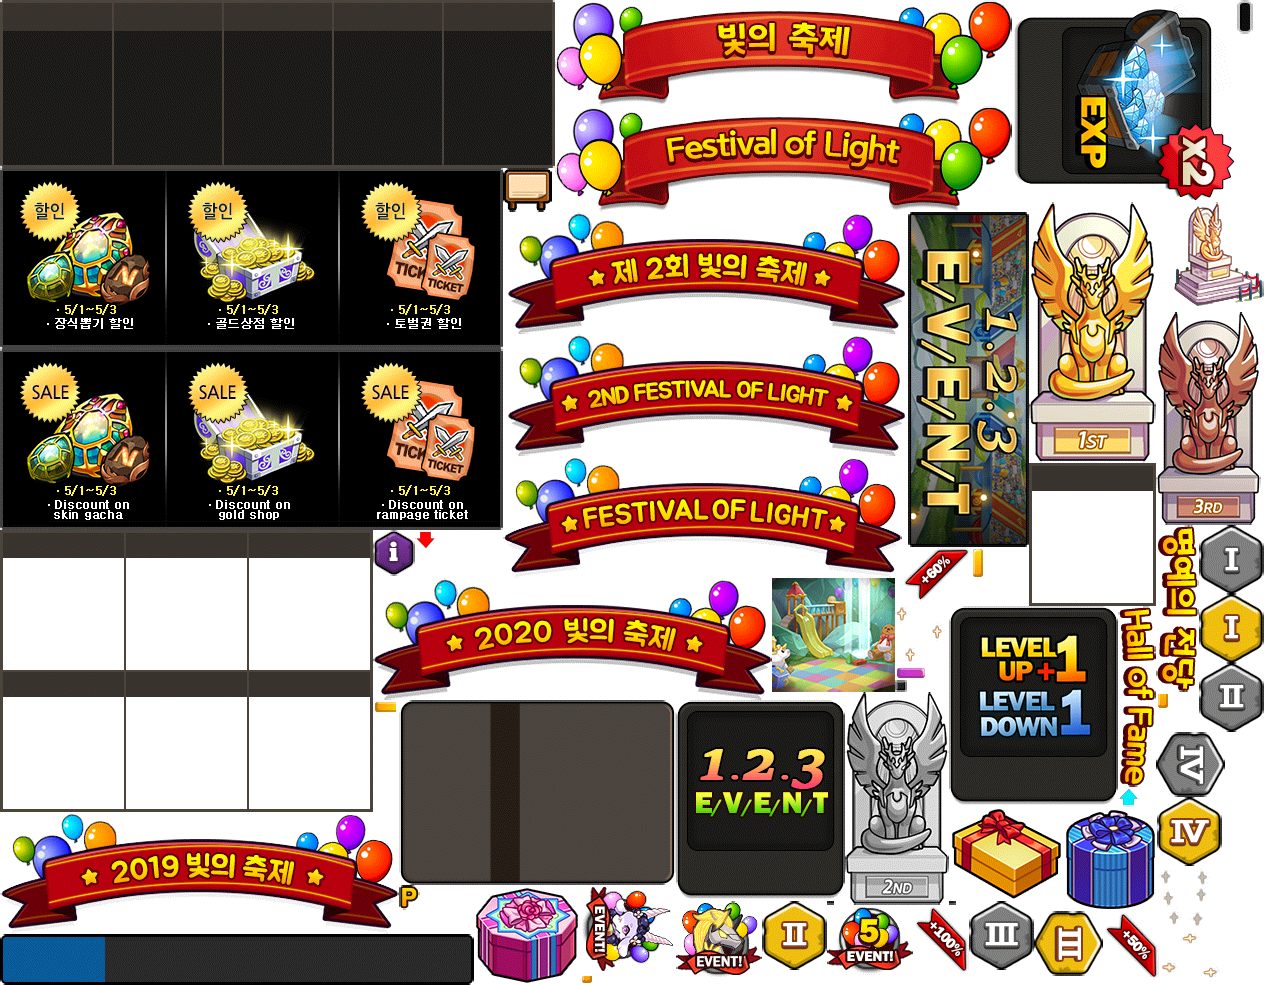 빛의 축제
Festival of Light
EXP
X2
할인
할인
할인
N
TICKET
TICKET
· 5/1~5/3
· 장식뽑기 할인
· 5/1~5/3
· 골드상점 할인
· 5/1~5/3
· 토벌권 할인
제 2회 빛의 축제
1.2.3
E/V/E/N/T
1ST
SALE
SALE
SALE
N
TICKET
TICKET
· 5/1~5/3
· Discount on
skin gacha
· 5/1~5/3
· Discount on
gold shop
· 5/1~5/3
· Discount on
rampage ticket
2ND FESTIVAL OF LIGHT
FESTIVAL OF LIGHT
3RD
i
+60%
명예의 전당
Hall of Fame
I
I
II
2020 빛의 축제
LEVEL
UP+1
LEVEL
DOWN 1
1.2.3
E/V/E/N/T
2ND
IV
IV
2019 빛의 축제
P
EVENT!
EVENT!
II
5
EVENT!
+100%
III
III
+50%